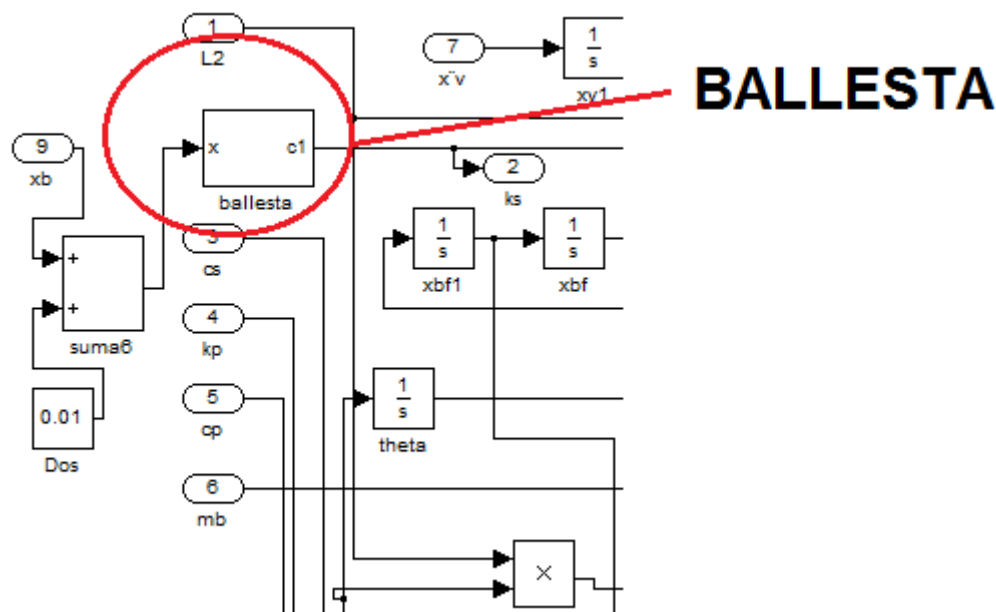 1
L2
7
x¨v
1
s
xy1
BALLESTA
x
c1
ballesta
9
xb
2
ks
3
cs
1
s
xbf1
1
s
xbf
+
+
suma6
4
kp
0.01
Dos
5
cp
1
s
theta
6
mb
×